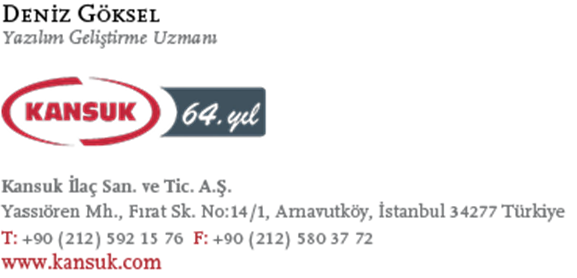 DENİZ GÖKSEL
Yazılım Geliştirme Uzmanı
KANSUK 64. yıl
Kansuk İlaç San. ve Tic. A.Ş.
Yassıören Mh., Fırat Sk. No:14/1, Arnavutköy, İstanbul 34277 Türkiye
T: +90 (212) 592 15 76 F: +90 (212) 580 37 72
www.kansuk.com